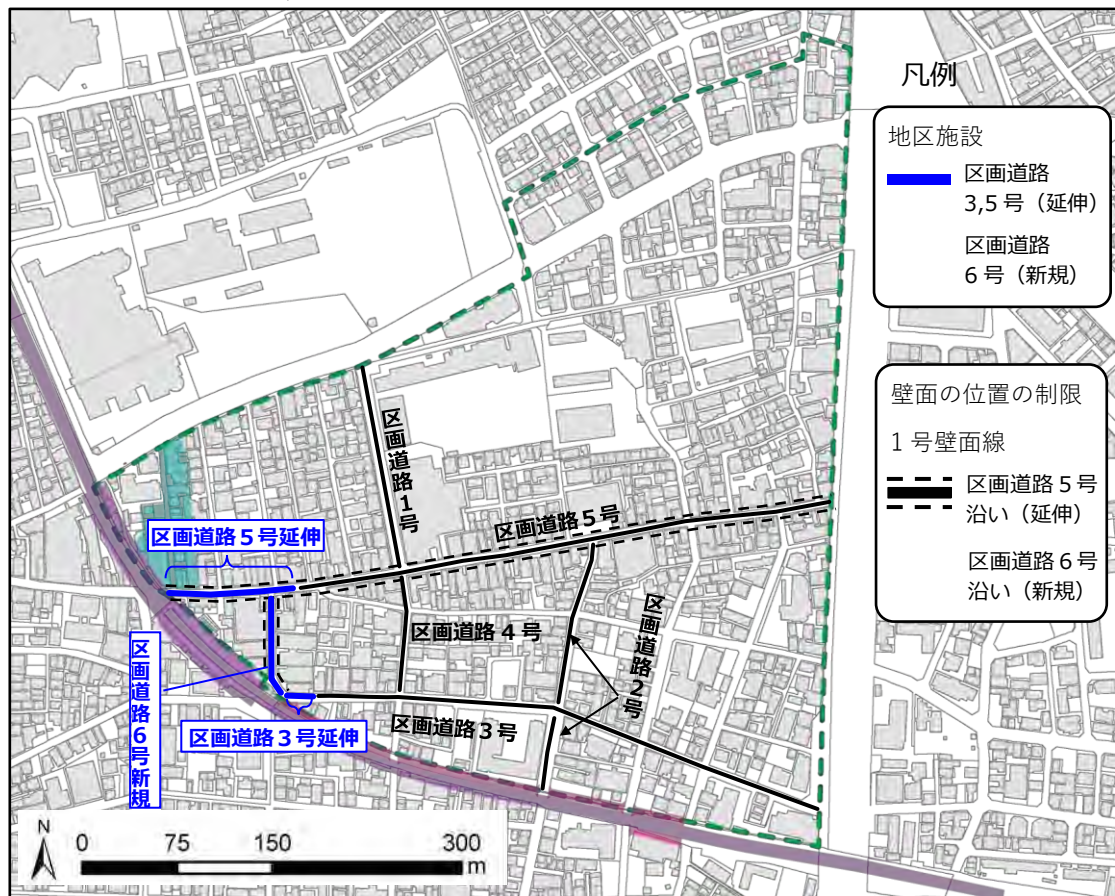 凡例
地区施設
区画道路
3,5号（延伸）
区画道路
6号（新規）
壁面の位置の制限
1号壁面線
区画道路5号
沿い（延伸）
区画道路6号
沿い（新規）
区画道路1号
区画道路5号
区画道路5号延伸
区画道路4号
区画道路2号
区画道路6号新規
区画道路3号延伸
区画道路3号
N
0 75 150 300
m